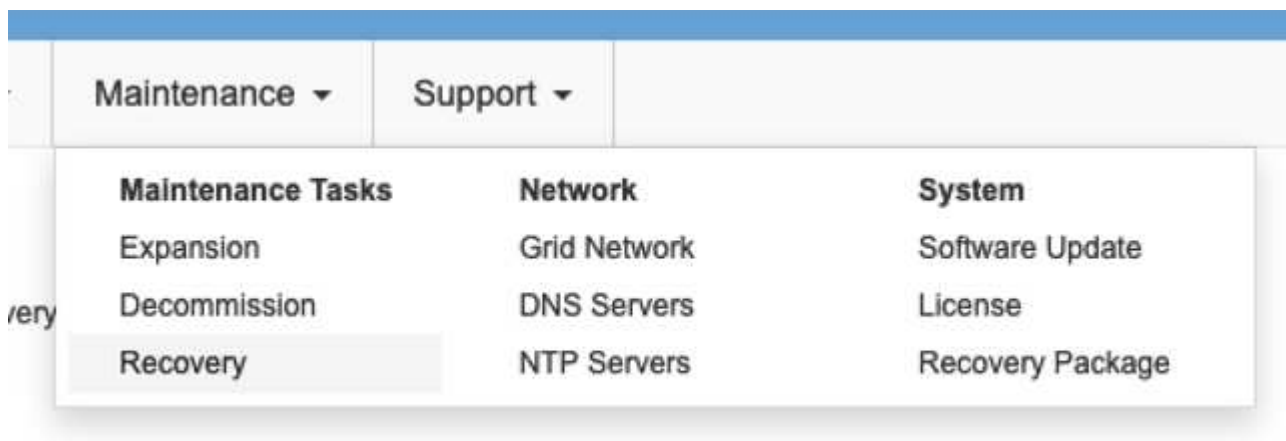 Maintenance
Support
Maintenance Tasks
Network
System
Expansion
Grid Network
Software Update
very
Decommission
DNS Servers
License
Recovery
NTP Servers
Recovery Package